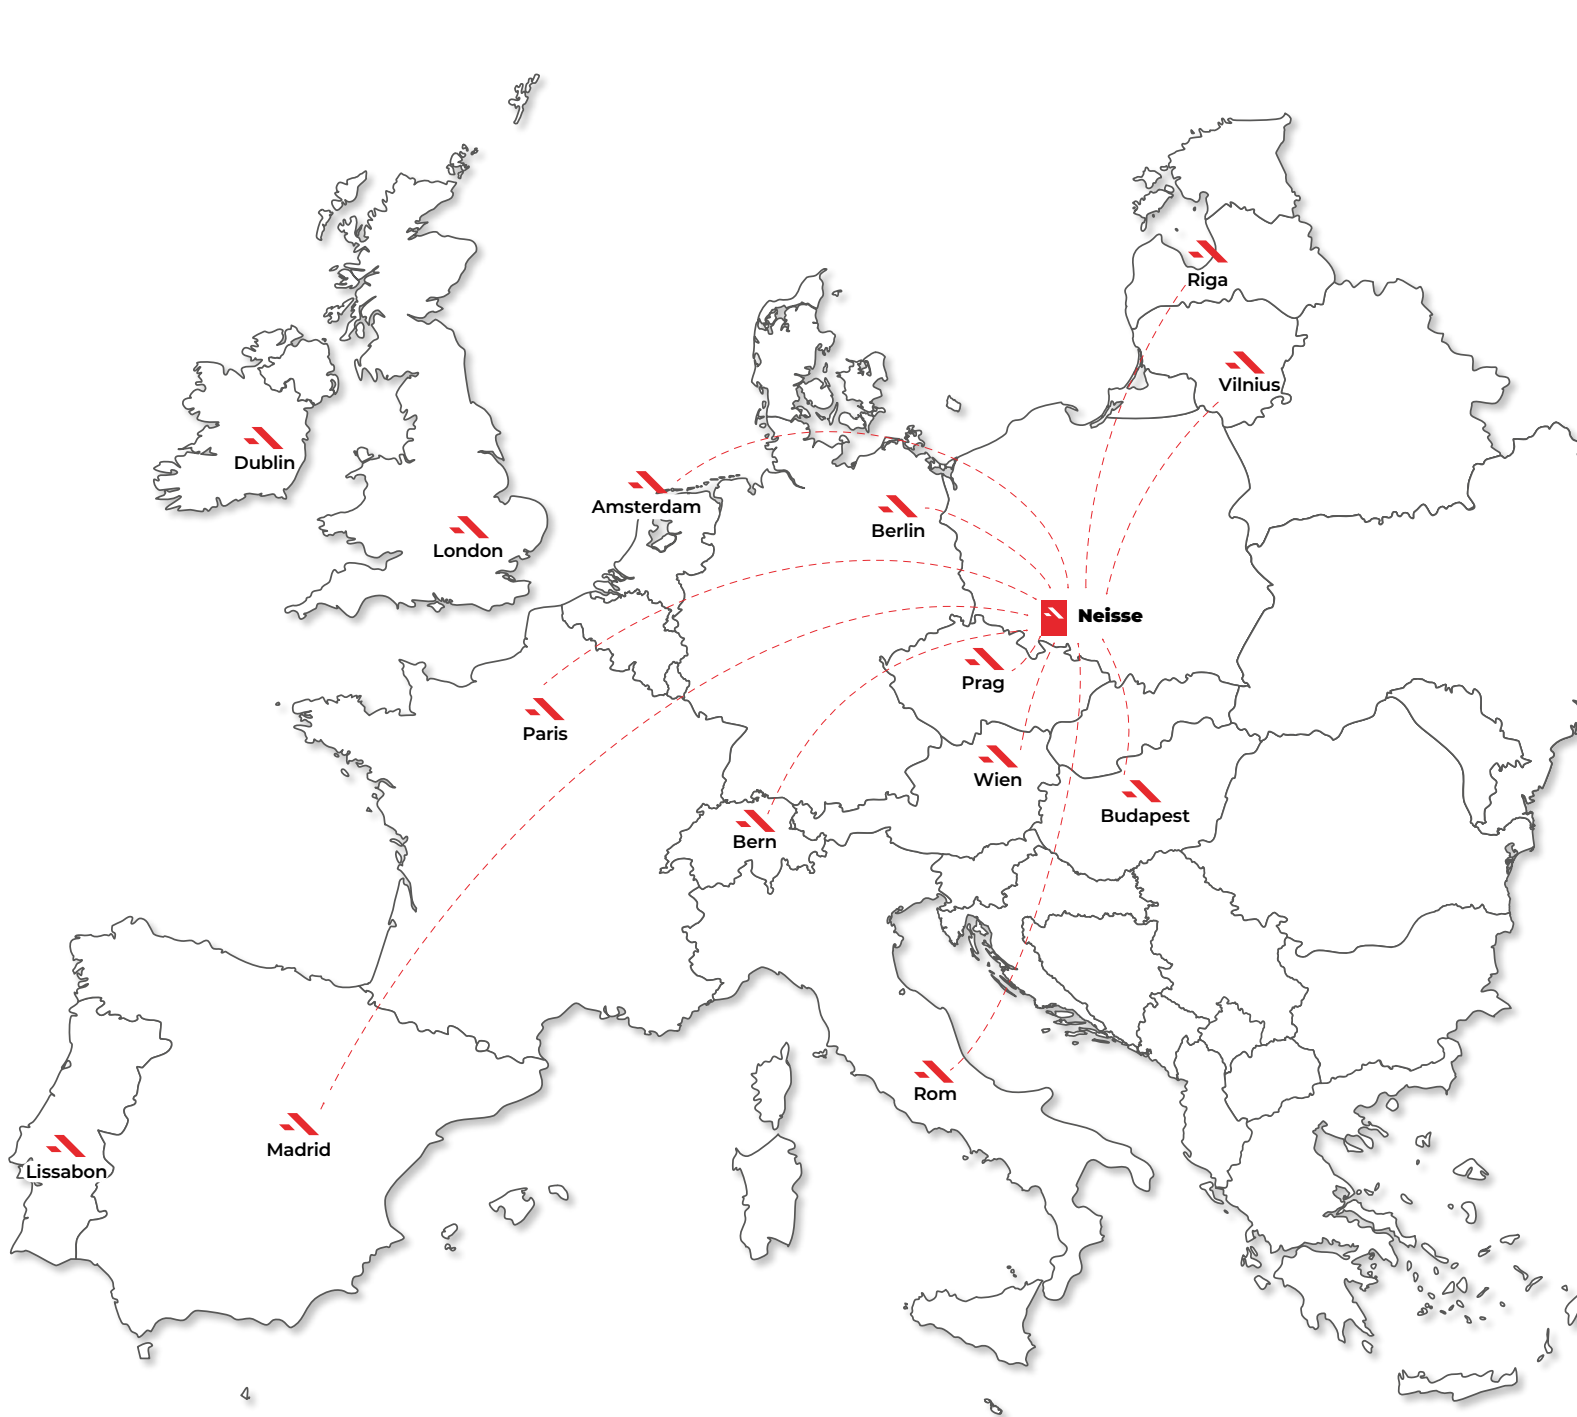 Riga
Vilnius
Dublin
Amsterdam
Berlin
London
Neisse
Prag
Paris
Wien
Budapest
Bern
Rom
Madrid
Lissabon